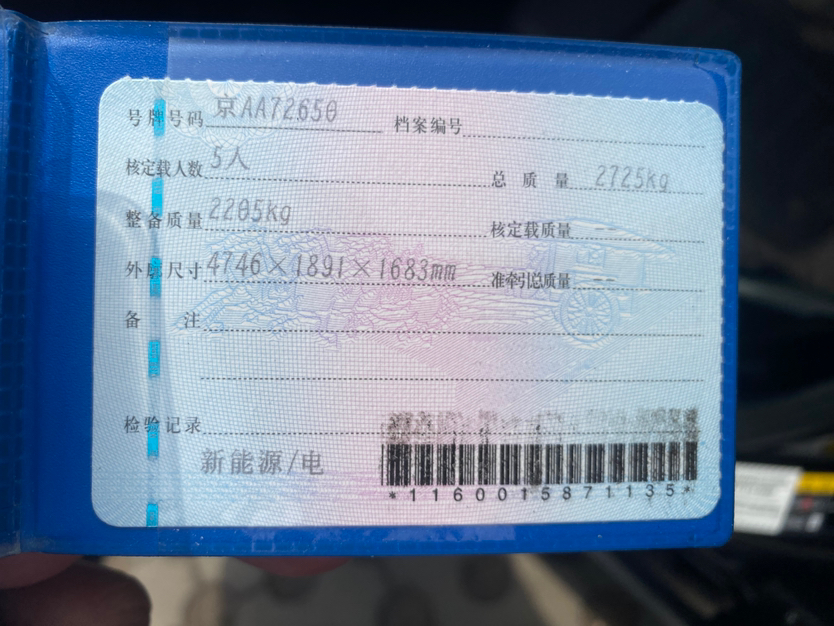 号牌号码 京AA72650 档案编号
核定载人数 5人 总质量 2725kg
整备质量 2205kg 核定载质量 --
外廓尺寸 4746×1891×1683mm 准牵引总质量 --
备注
检验记录
新能源/电
*1160015871135*